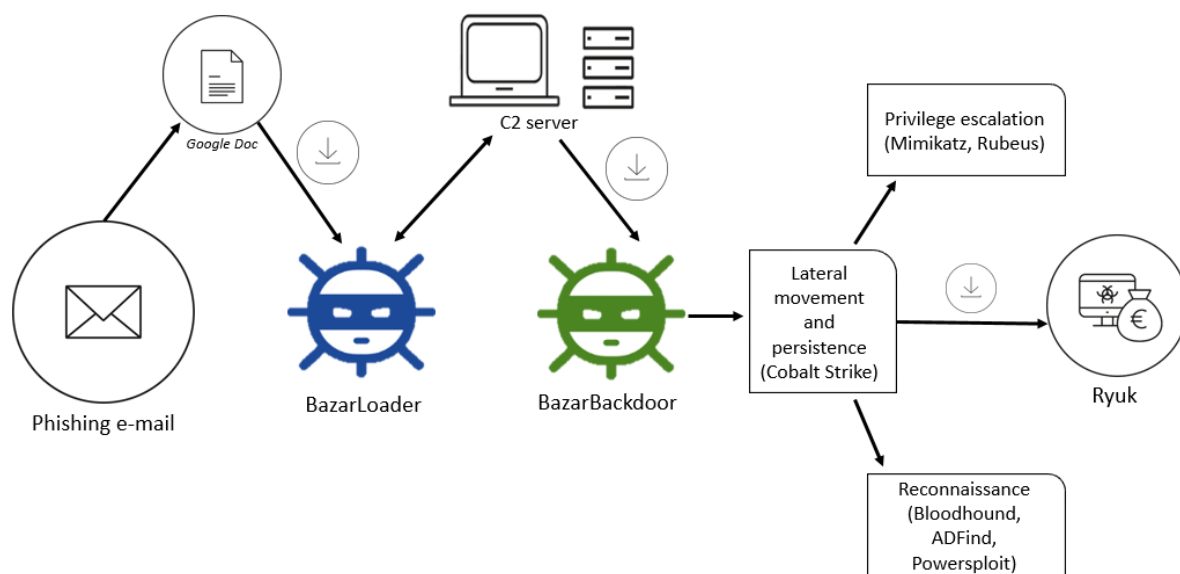 Google Doc
C2 server
Phishing e-mail
BazarLoader
BazarBackdoor
Lateral
movement
and
persistence
(Cobalt Strike)
Privilege escalation
(Mimikatz, Rubeus)
€
Ryuk
Reconnaissance
(Bloodhound,
ADFind,
Powersploit)